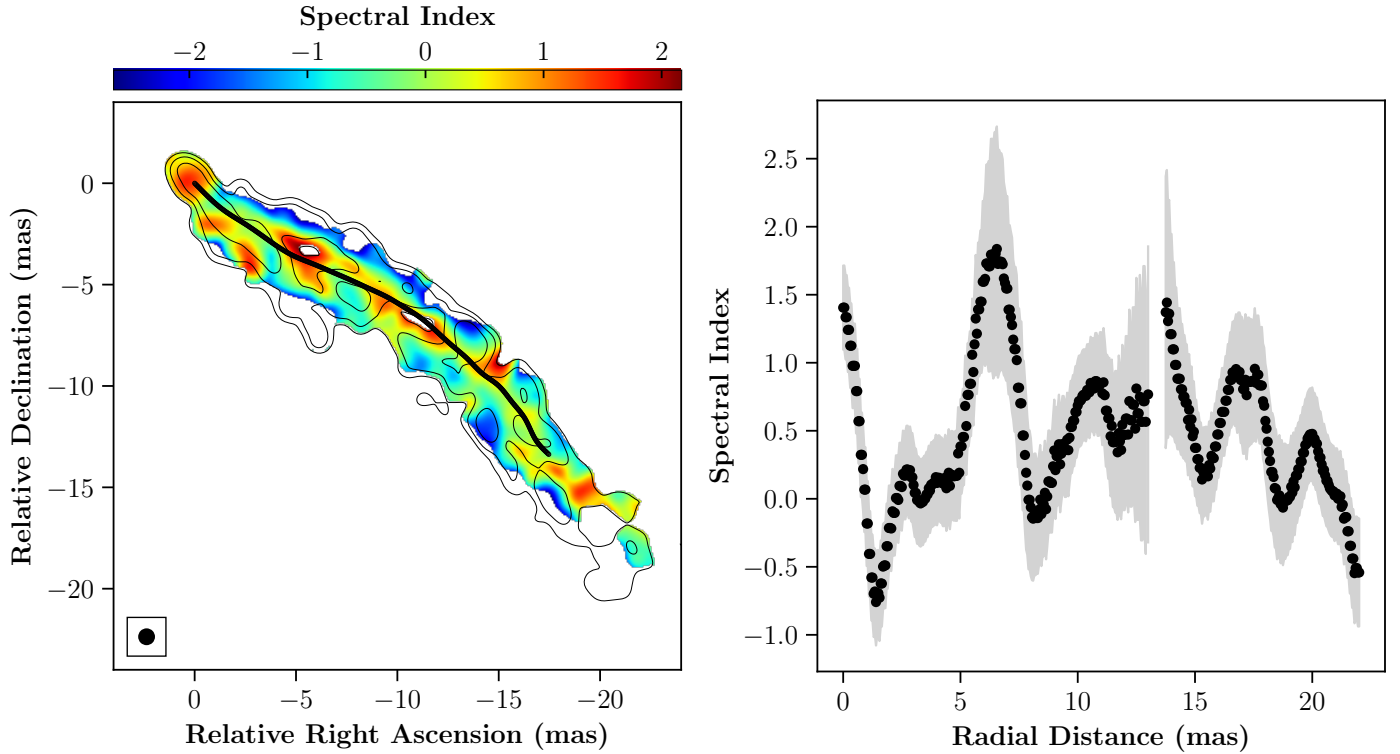 Spectral Index
−2 −1 0 1 2
0
−5
−10
−15
−20
Relative Declination (mas)
0 −5 −10 −15 −20
Relative Right Ascension (mas)
2.5
2.0
1.5
1.0
0.5
0.0
−0.5
−1.0
Spectral Index
0 5 10 15 20
Radial Distance (mas)